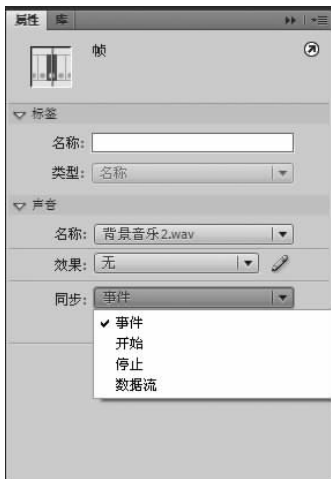 属性 库
帧
标签
名称:
类型: 名称
声音
名称: 背景音乐2.wav
效果: 无
同步: 事件
事件
开始
停止
数据流